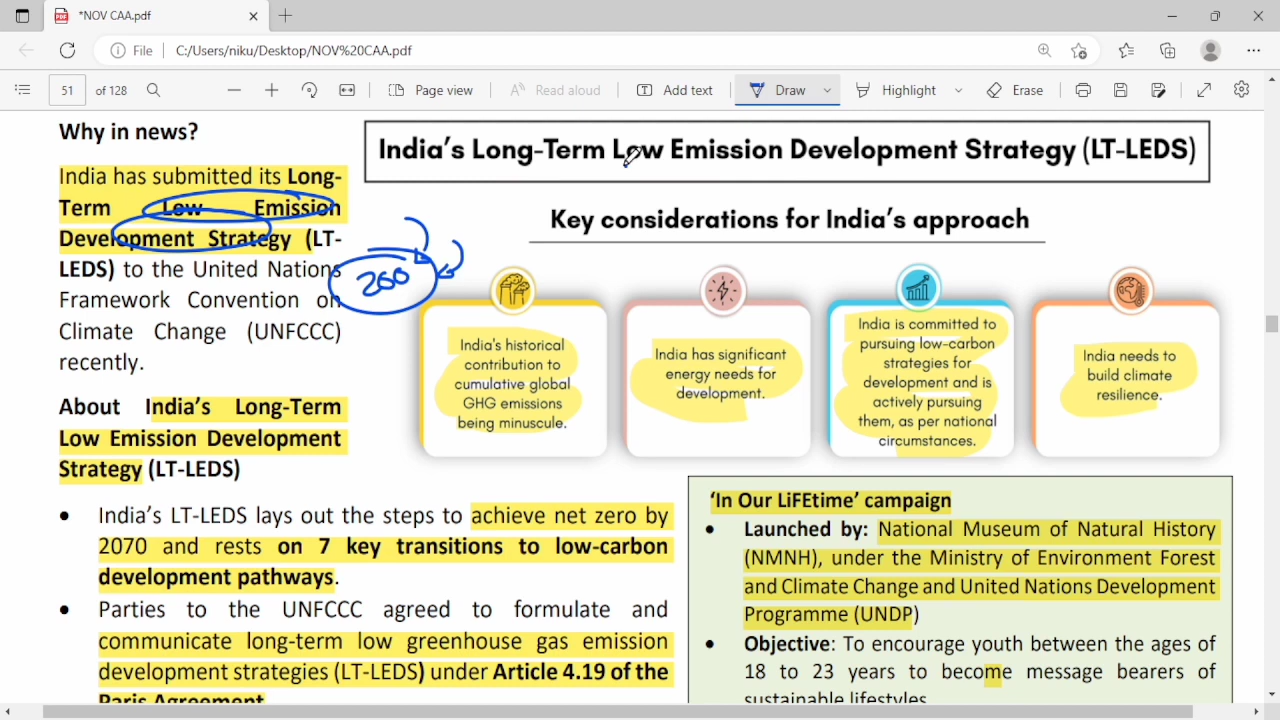 *NOV CAA.pdf
File
C:/Users/niku/Desktop/NOV%20CAA.pdf
51 of 128
Page view
Read aloud
Add text
Draw
Highlight
Erase
Why in news?
India has submitted its Long-
Term Low Emission
Development Strategy (LT-
LEDS) to the United Nations
Framework Convention on
Climate Change (UNFCCC)
recently.
About India's Long-Term
Low Emission Development
Strategy (LT-LEDS)
200
India's Long-Term Low Emission Development Strategy (LT-LEDS)
Key considerations for India's approach
India's historical
contribution to
cumulative global
GHG emissions
being minuscule.
India has significant
energy needs for
development.
India is committed to
pursuing low-carbon
strategies for
development and is
actively pursuing
them, as per national
circumstances.
India needs to
build climate
resilience.
• India's LT-LEDS lays out the steps to achieve net zero by
2070 and rests on 7 key transitions to low-carbon
development pathways.
• Parties to the UNFCCC agreed to formulate and
communicate long-term low greenhouse gas emission
development strategies (LT-LEDS) under Article 4.19 of the
Paris Agreement
'In Our LiFEtime' campaign
• Launched by: National Museum of Natural History
(NMNH), under the Ministry of Environment Forest
and Climate Change and United Nations Development
Programme (UNDP)
• Objective: To encourage youth between the ages of
18 to 23 years to become message bearers of
sustainable lifestyles